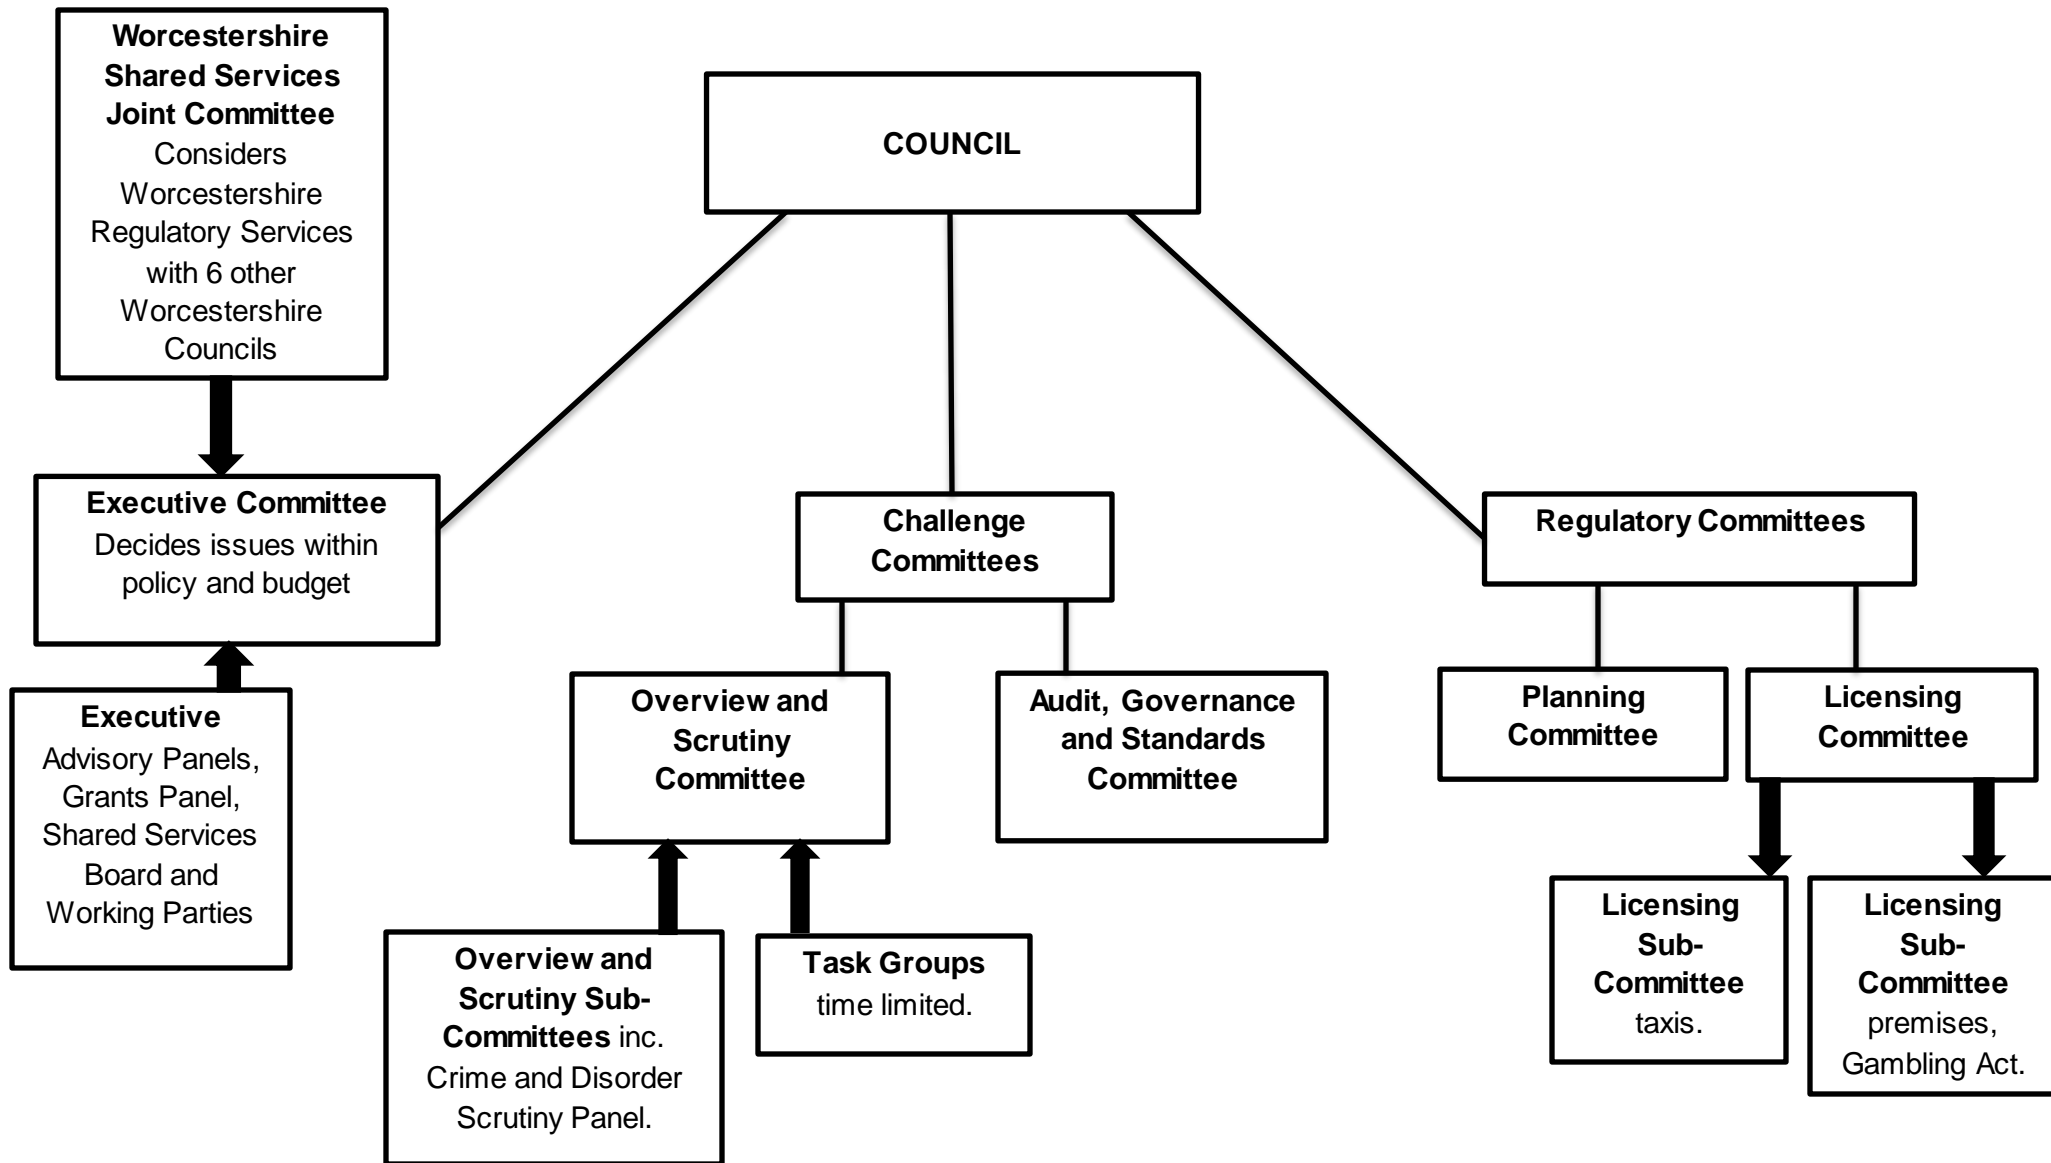 Worcestershire
Shared Services
Joint Committee
Considers
Worcestershire
Regulatory Services
with 6 other
Worcestershire
Councils
COUNCIL
Executive Committee
Decides issues within
policy and budget
Challenge
Committees
Regulatory Committees
Executive
Advisory Panels,
Grants Panel,
Shared Services
Board and
Working Parties
Overview and
Scrutiny
Committee
Audit, Governance
and Standards
Committee
Planning
Committee
Licensing
Committee
Overview and
Scrutiny Sub-
Committees inc.
Crime and Disorder
Scrutiny Panel.
Task Groups
time limited.
Licensing
Sub-
Committee
taxis.
Licensing
Sub-
Committee
premises,
Gambling Act.